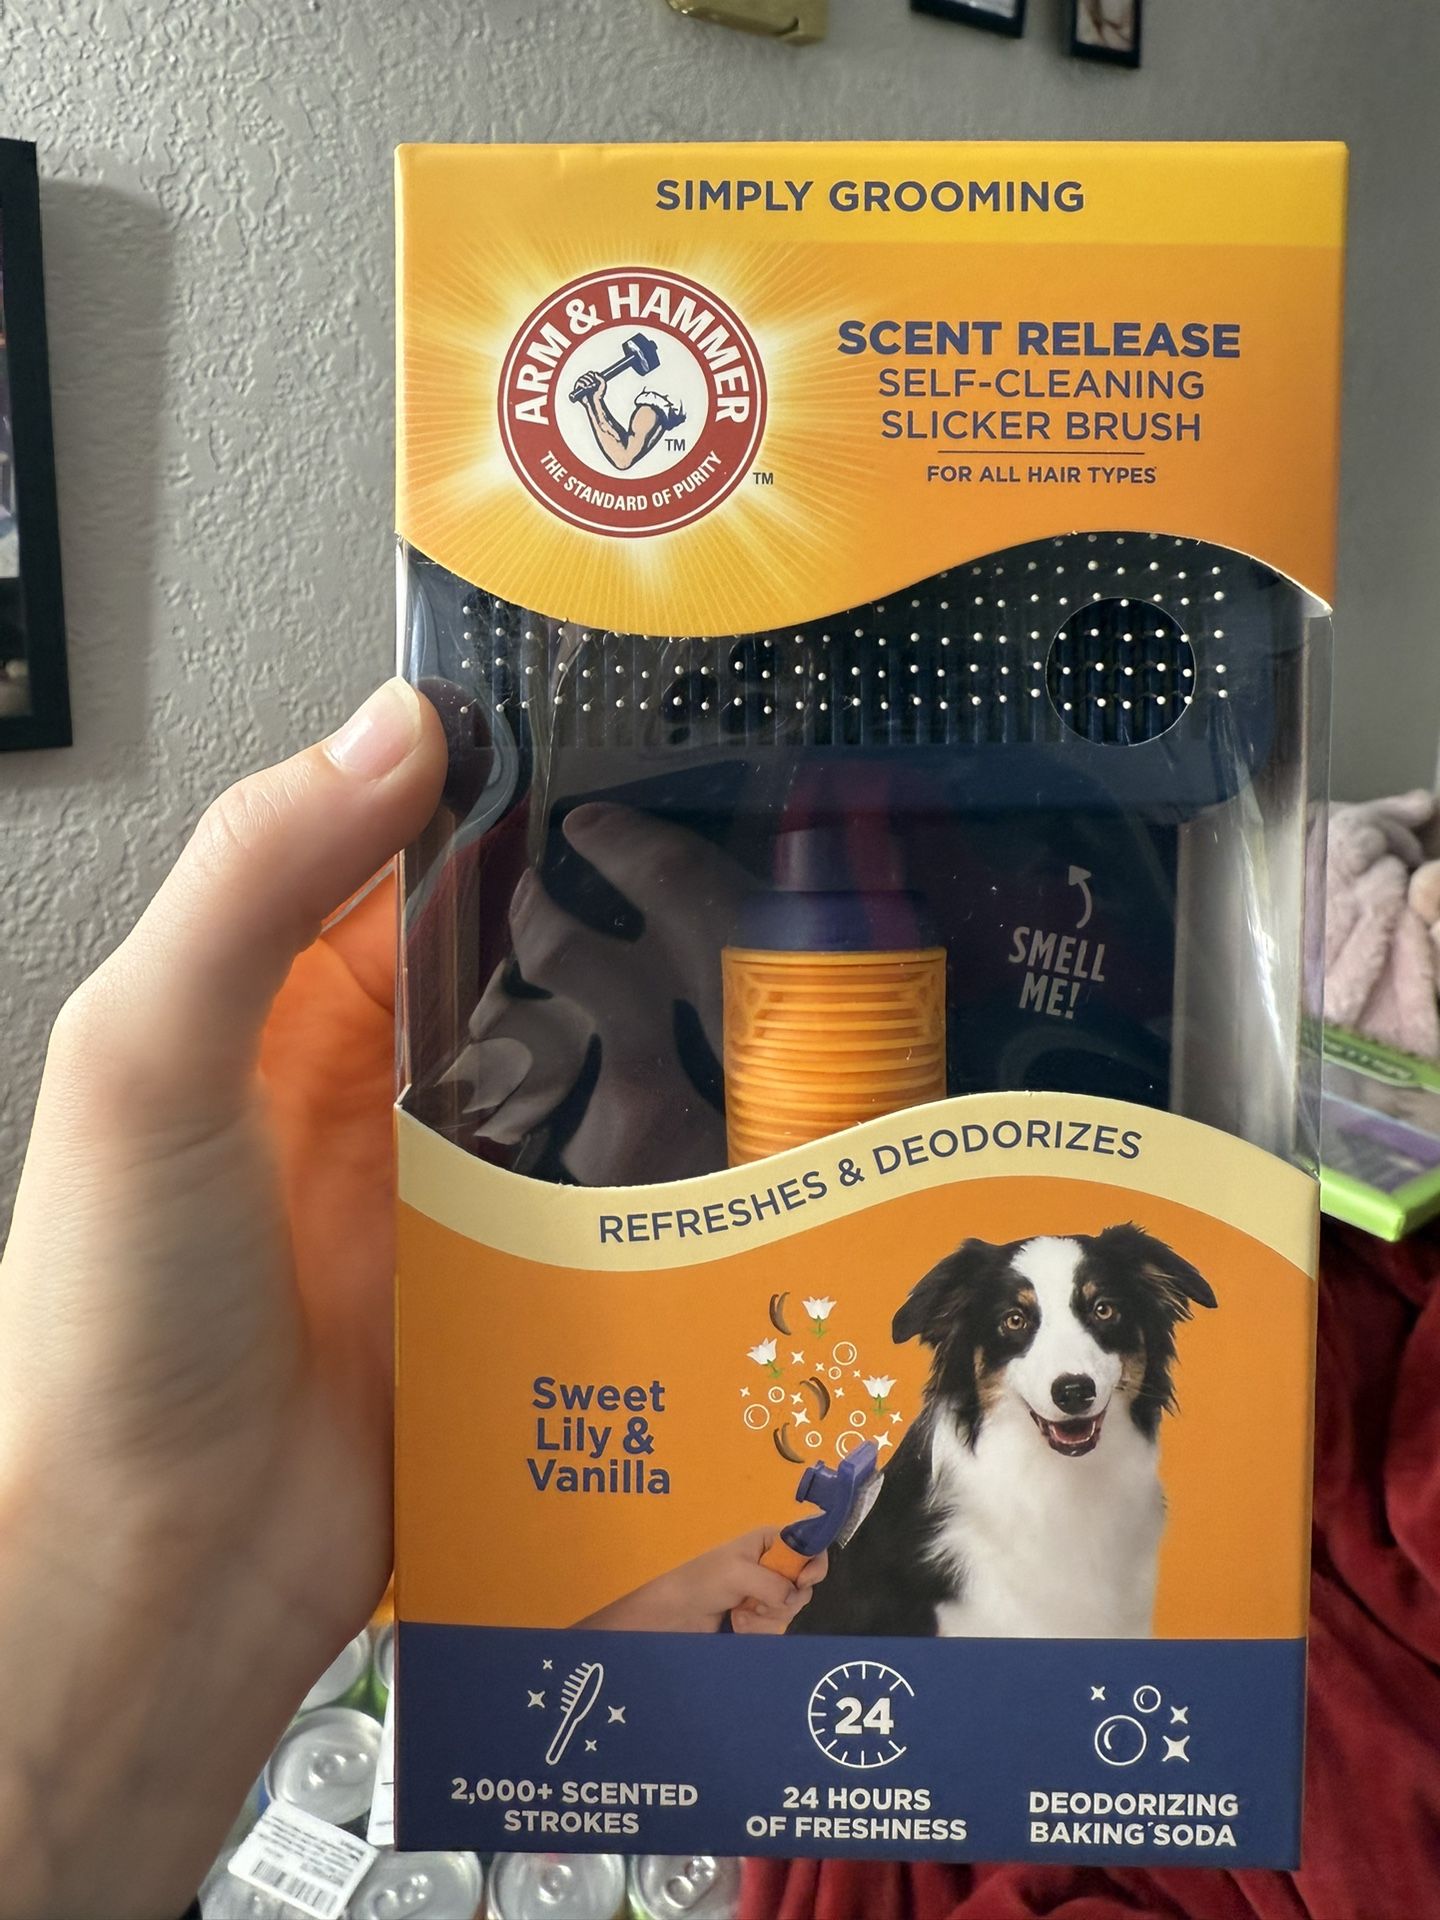 SIMPLY GROOMING
ARM & HAMMER
TM
THE STANDARD OF PURITY
TM
SCENT RELEASE
SELF-CLEANING
SLICKER BRUSH
FOR ALL HAIR TYPES
SMELL
ME!
REFRESHES & DEODORIZES
Sweet
Lily &
Vanilla
24
2,000+ SCENTED
STROKES
24 HOURS
OF FRESHNESS
DEODORIZING
BAKING SODA